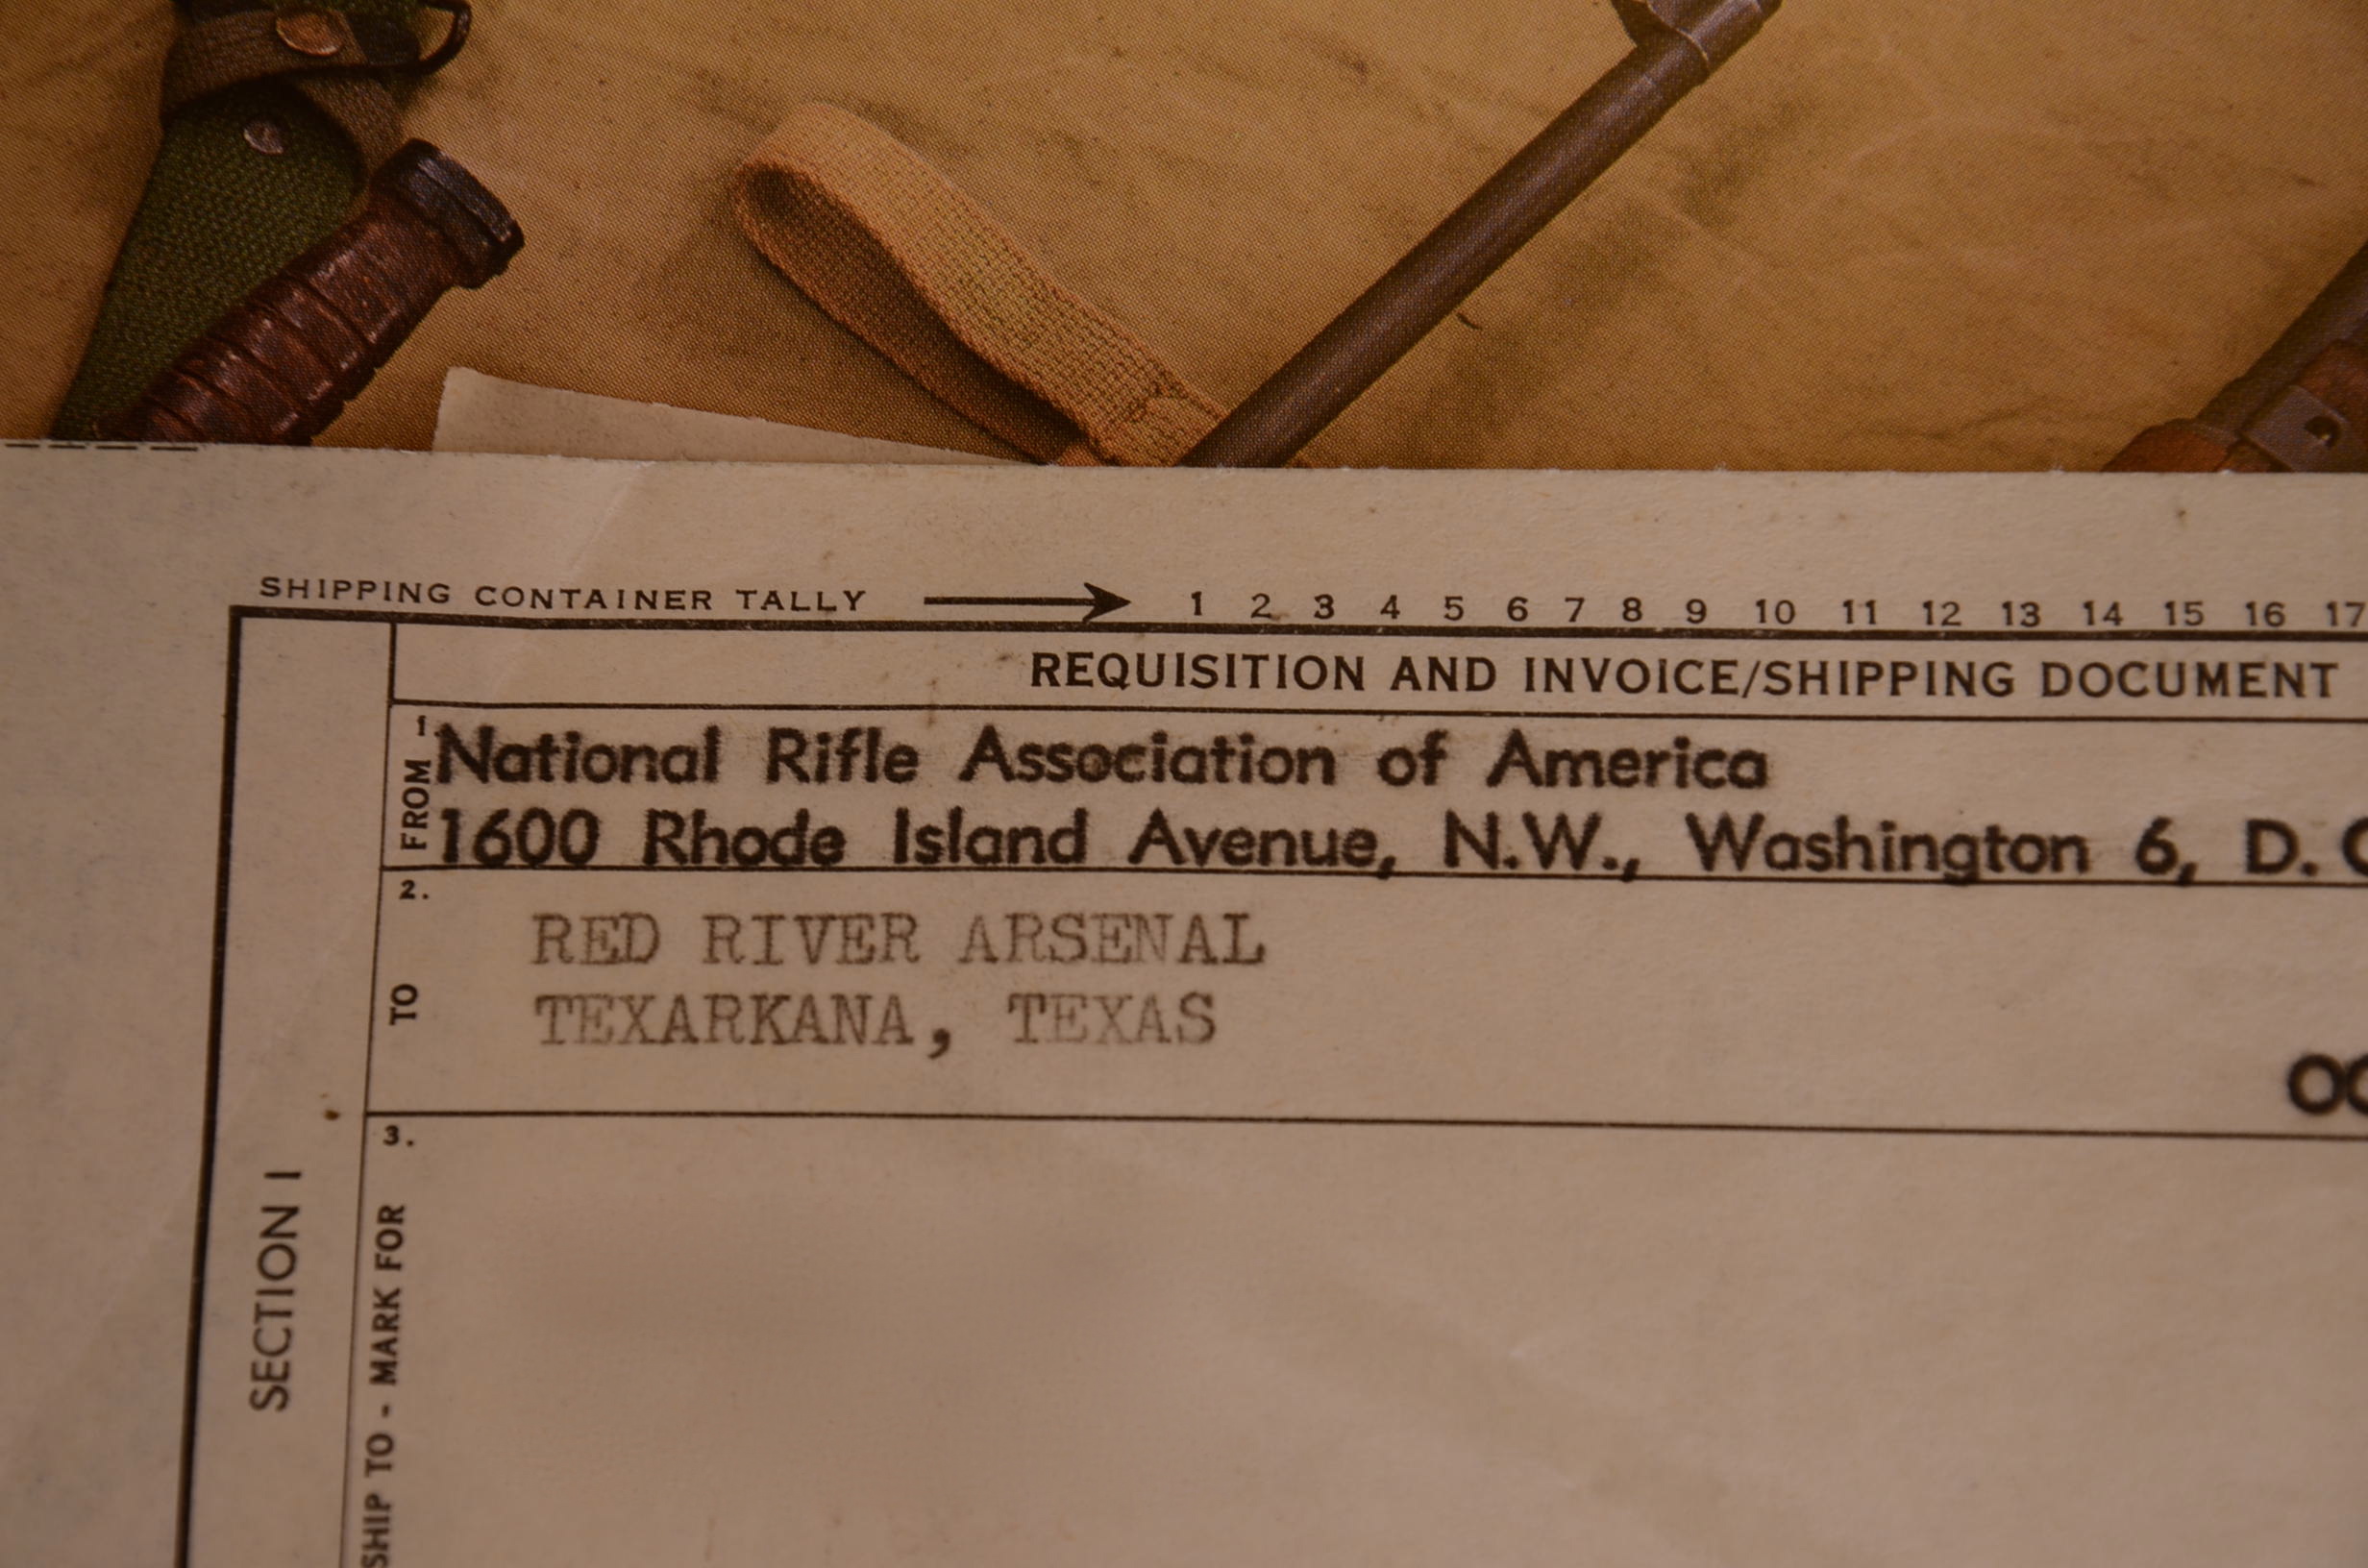 SHIPPING CONTAINER TALLY 1 2 3 4 5 6 7 8 9 10 11 12 13 14 15 16 17
REQUISITION AND INVOICE/SHIPPING DOCUMENT
SECTION I
1.
FROM
National Rifle Association of America
1600 Rhode Island Avenue, N.W., Washington 6, D.
2.
TO
RED RIVER ARSENAL
TEXARKANA, TEXAS
3.
SHIP TO - MARK FOR